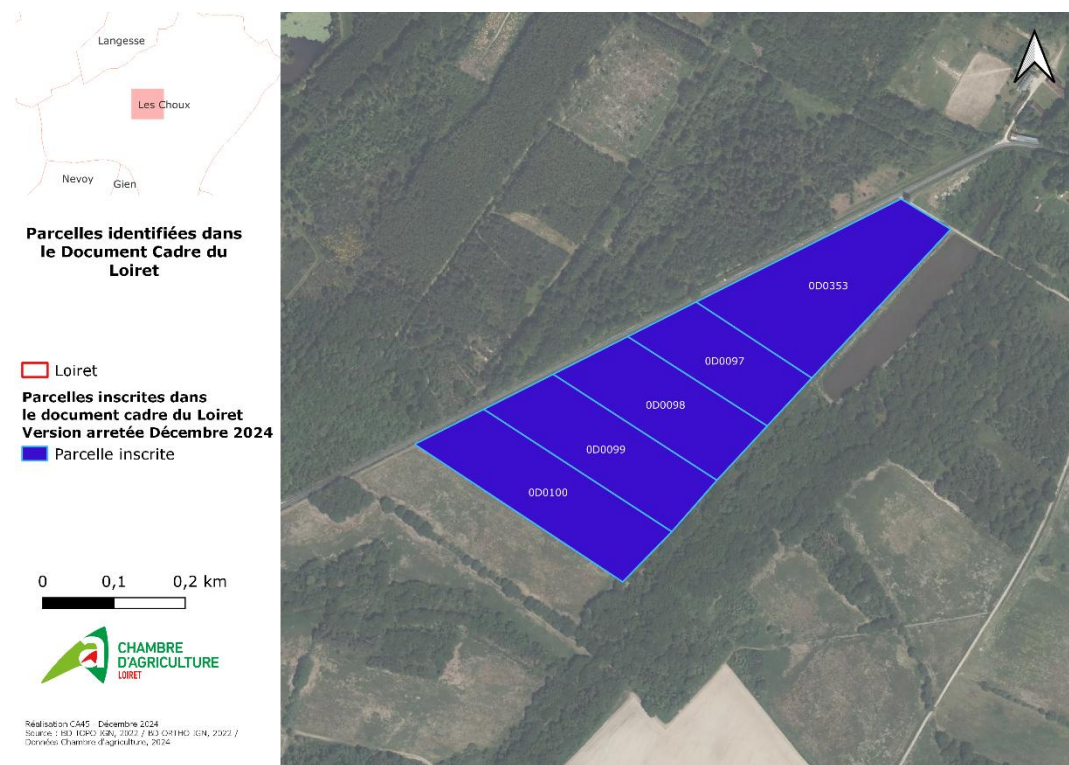 Langesse
Les Choux
Nevoy
Gien
Parcelles identifiées dans
le Document Cadre du
Loiret
Loiret
Parcelles inscrites dans
le document cadre du Loiret
Version arretée Décembre 2024
Parcelle inscrite
0 0,1 0,2 km
CHAMBRE
D'AGRICULTURE
LOIRET
Réalisation CA45 - Décembre 2024
Source : BD TOPO IGN, 2022 / BD ORTHO IGN, 2022 /
Données Chambre d'agriculture, 2024
0D0353
0D0097
0D0098
0D0099
0D0100